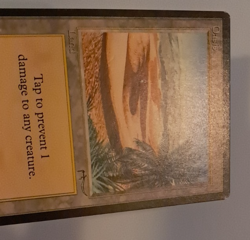 Tap to prevent 1
damage to any creature.